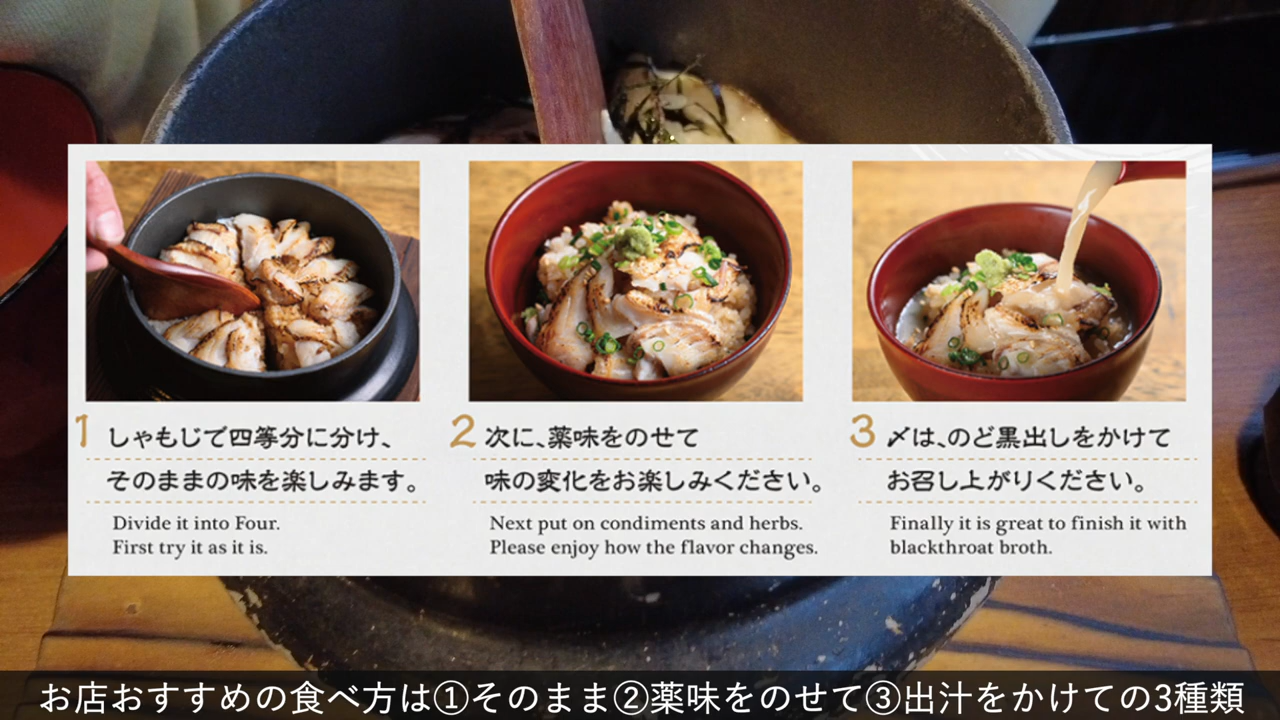 1 しゃもじで四等分に分け、
そのままの味を楽しみます。
Divide it into Four.
First try it as it is.
2 次に、薬味をのせて
味の変化をお楽しみください。
Next put on condiments and herbs.
Please enjoy how the flavor changes.
3 〆は、のど黒出しをかけて
お召し上がりください。
Finally it is great to finish it with
blackthroat broth.
お店おすすめの食べ方は①そのまま②薬味をのせて③出汁をかけての3種類